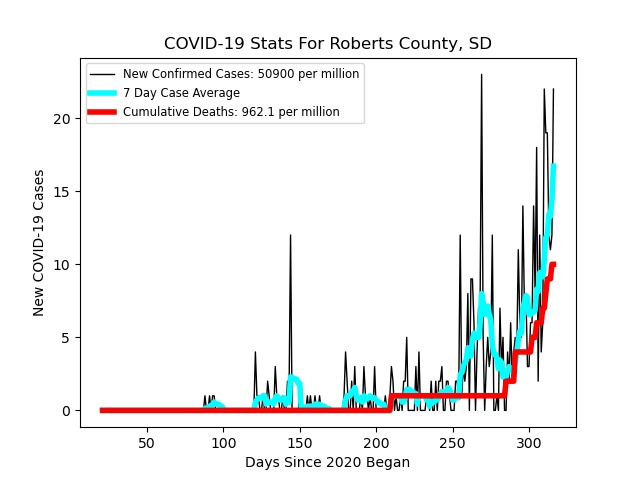 COVID-19 Stats For Roberts County, SD
New Confirmed Cases: 50900 per million
7 Day Case Average
Cumulative Deaths: 962.1 per million
New COVID-19 Cases
20
15
10
5
0
50 100 150 200 250 300
Days Since 2020 Began